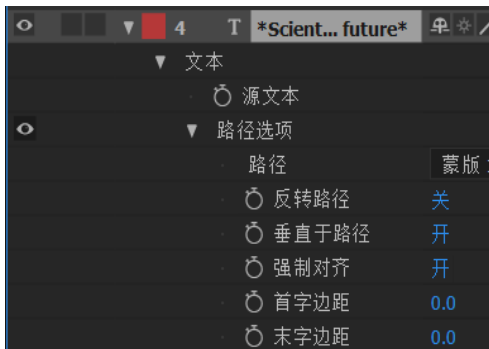 4 T *Scient... future*
文本
源文本
路径选项
路径 蒙版
反转路径 关
垂直于路径 开
强制对齐 开
首字边距 0.0
末字边距 0.0